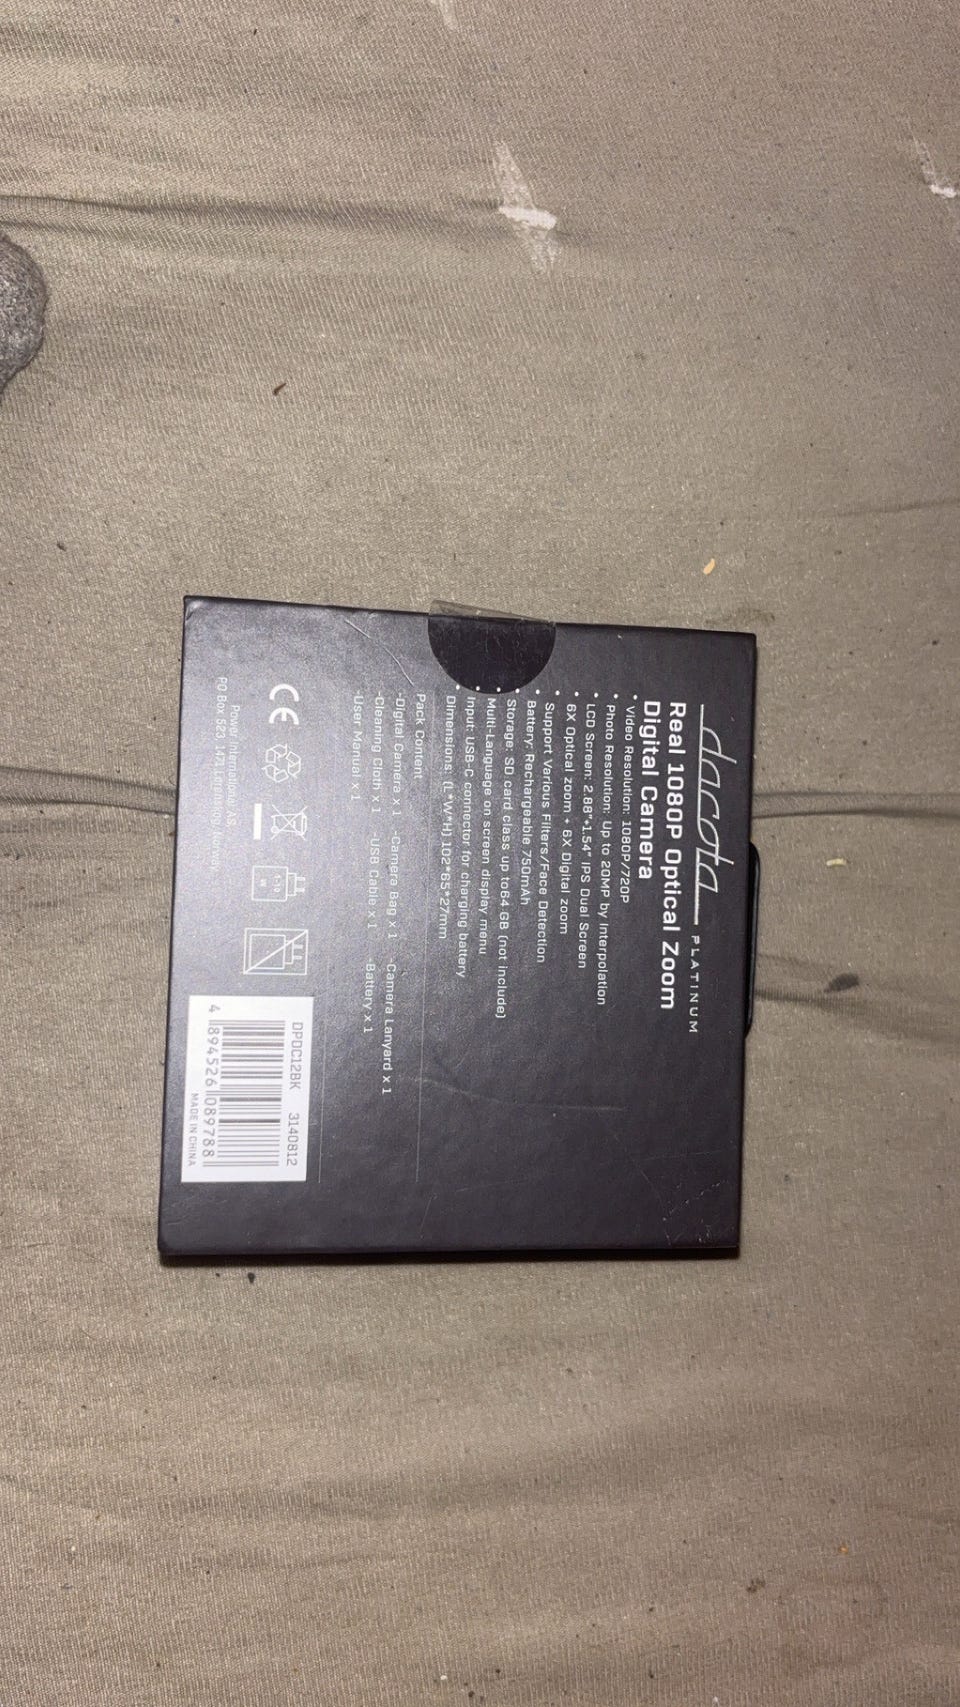 dacota
PLATINUM
Real 1080P Optical Zoom
Digital Camera
• Video Resolution: 1080P/720P
• Photo Resolution: Up to 20MP by Interpolation
• LCD Screen: 2.88"+1.54" IPS Dual Screen
• 6X Optical zoom + 6X Digital zoom
• Support Various Filters/Face Detection
• Battery: Rechargeable 750mAh
• Storage: SD card class up to64 GB (not include)
• Multi-Language on screen display menu
• Input: USB-C connector for charging battery
• Dimensions: (L*W*H) 102*65*27mm
Pack Content
-Digital Camera x 1 -Camera Bag x 1 -Camera Lanyard x 1
-Cleaning Cloth x 1 -USB Cable x 1 -Battery x 1
-User Manual x 1
CE
Power International AS
PO Box 523, 1471 Lørenskog, Norway
DPDC12BK 3140812
4 894526 089788
MADE IN CHINA